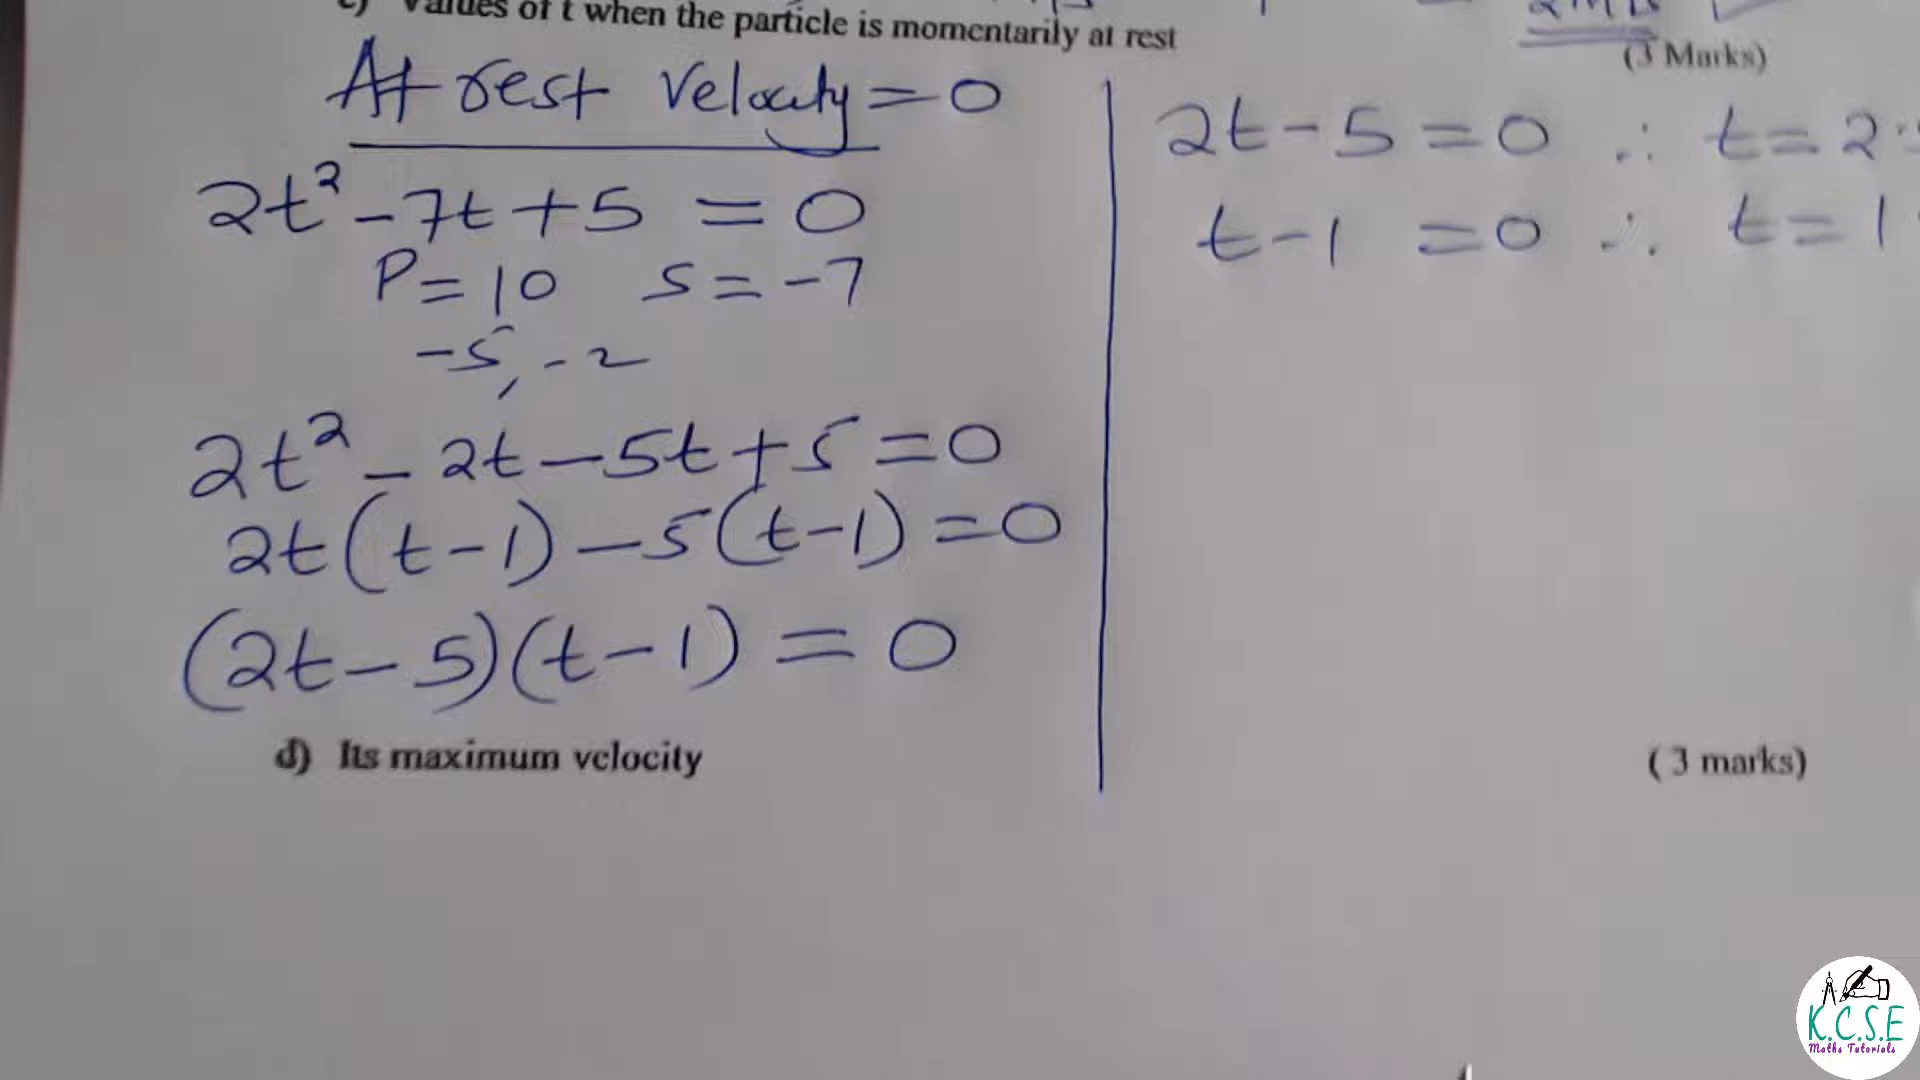 c) Values of t when the particle is momentarily at rest
(3 Marks)
At rest Velocity = 0
2t² - 7t + 5 = 0
P = 10 S = -7
-5, -2
2t² - 2t - 5t + 5 = 0
2t(t-1) - 5(t-1) = 0
(2t - 5)(t - 1) = 0
2t - 5 = 0 ∴ t = 2.
t - 1 = 0 ∴ t = 1
d) Its maximum velocity
( 3 marks)
K.C.S.E
Maths Tutorials